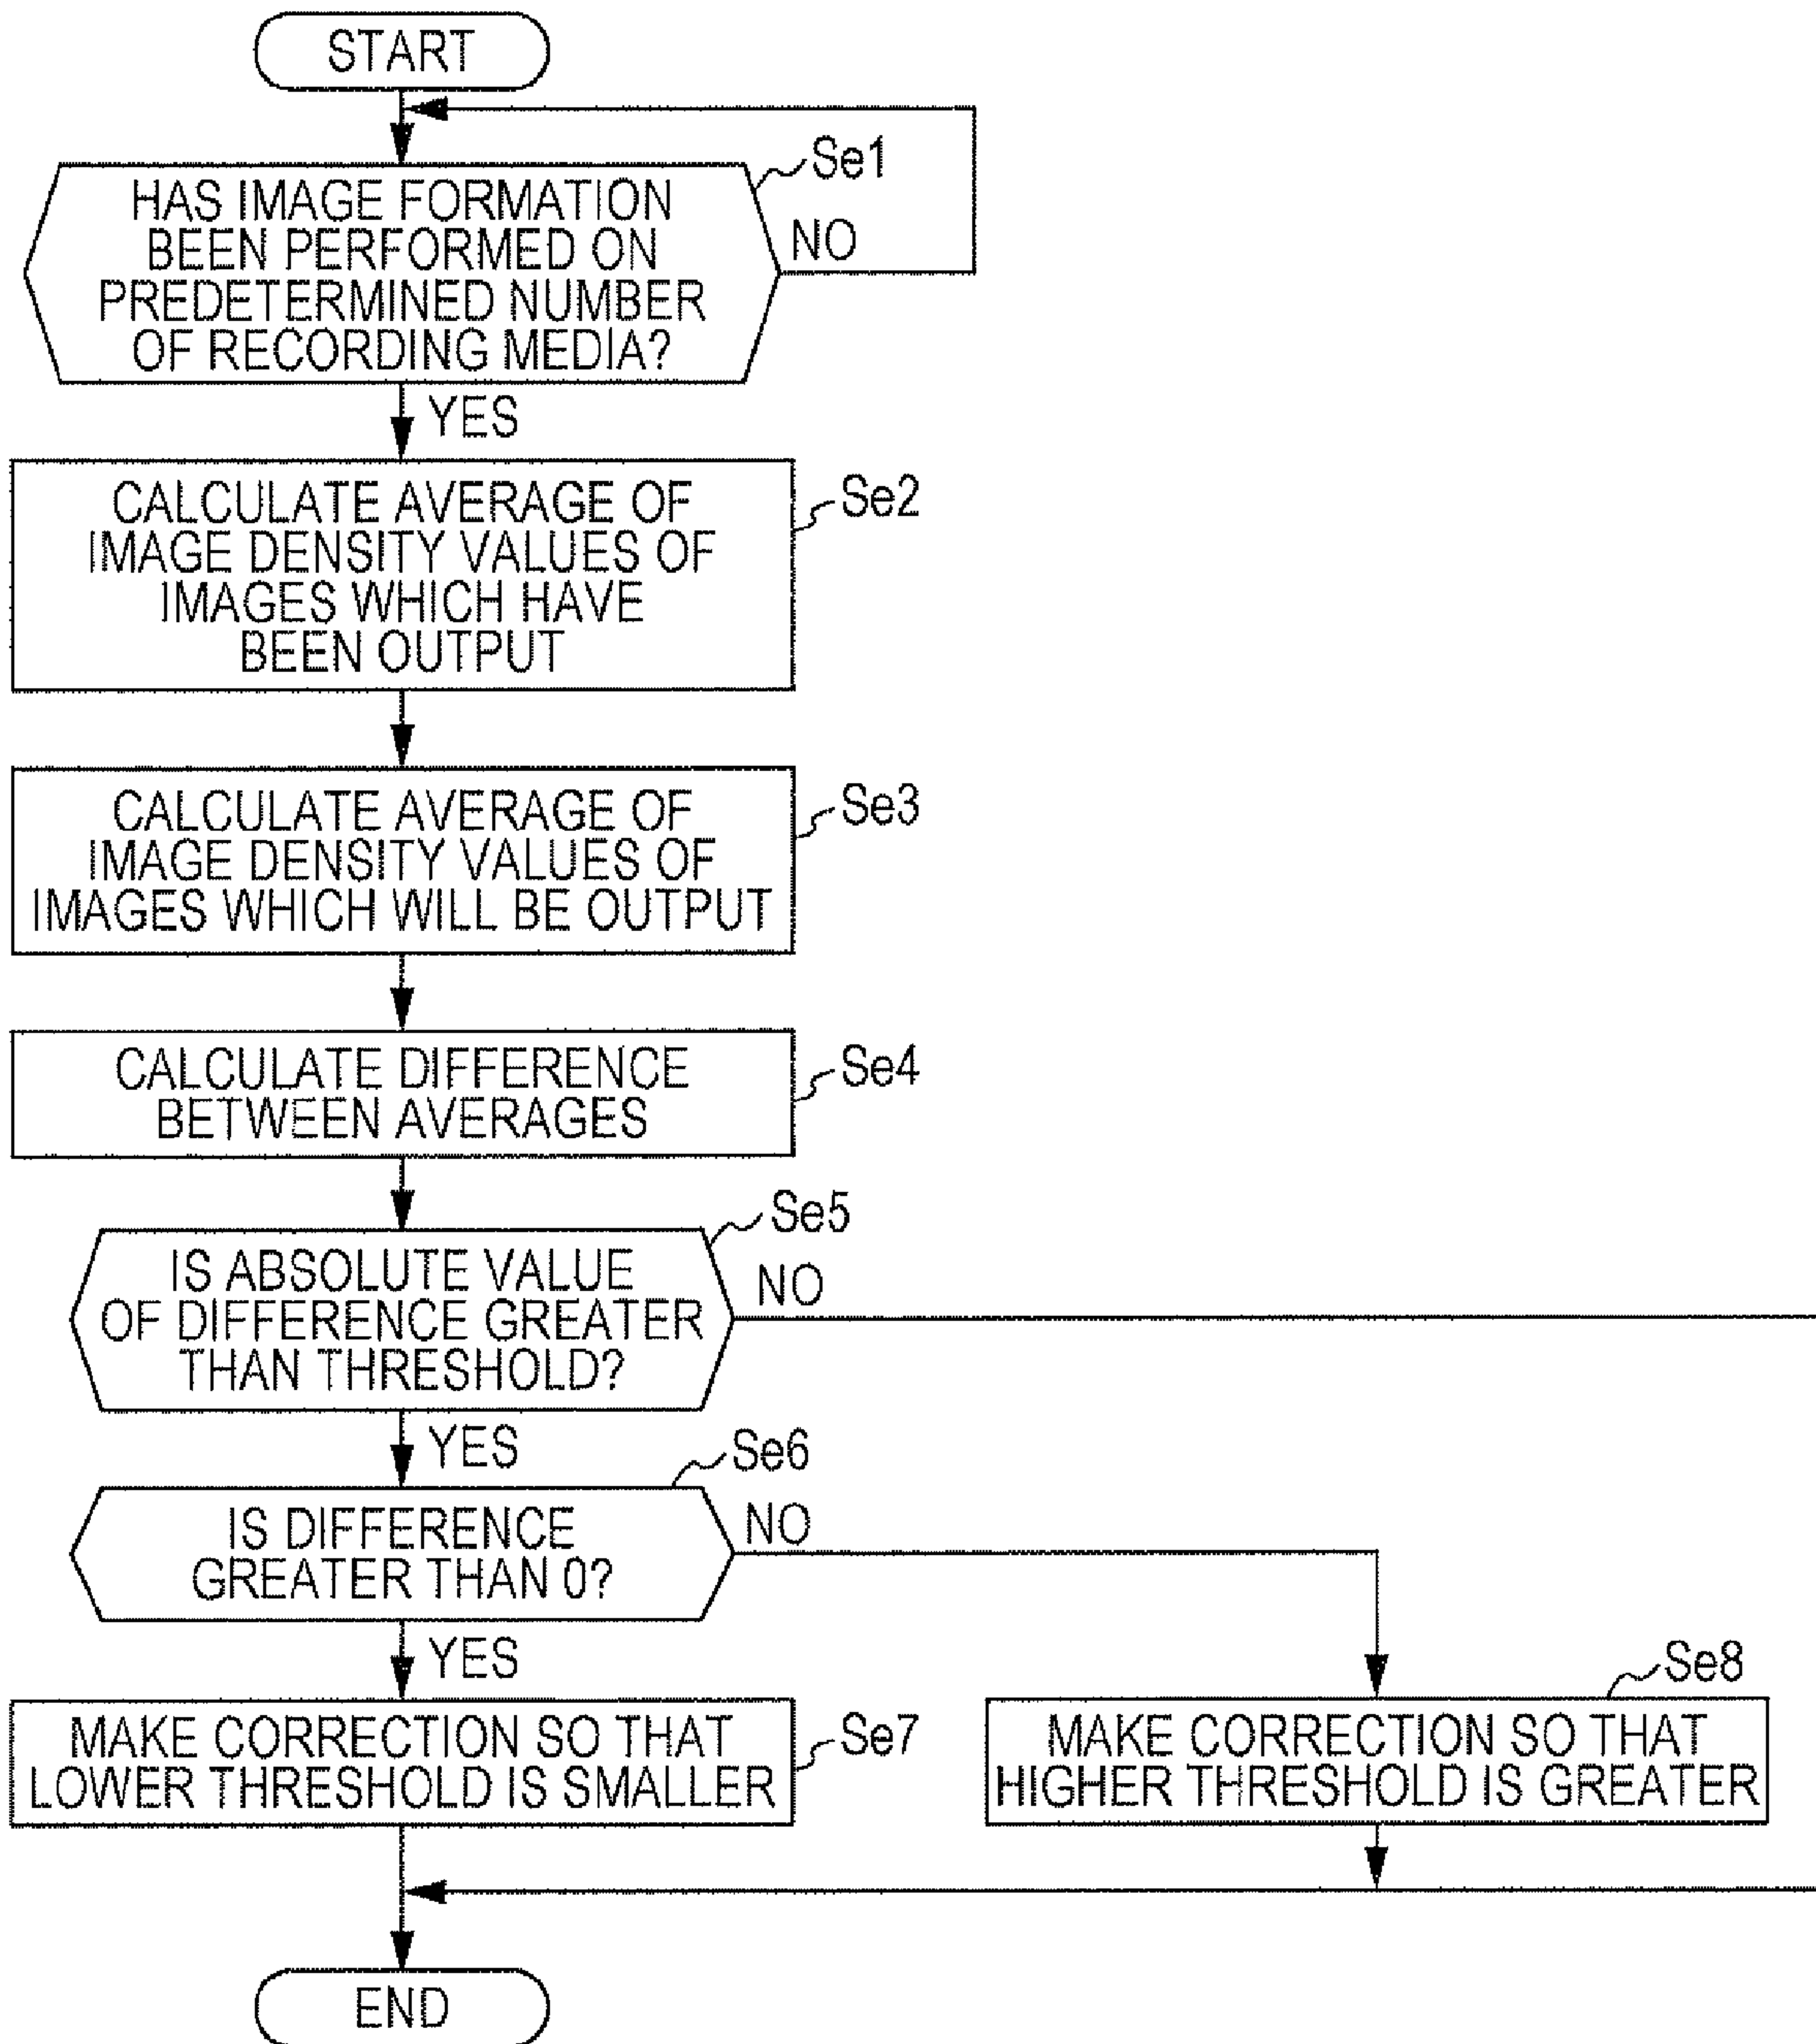 START
Se1
HAS IMAGE FORMATION
BEEN PERFORMED ON
PREDETERMINED NUMBER
OF RECORDING MEDIA?
NO
YES
Se2
CALCULATE AVERAGE OF
IMAGE DENSITY VALUES OF
IMAGES WHICH HAVE
BEEN OUTPUT
Se3
CALCULATE AVERAGE OF
IMAGE DENSITY VALUES OF
IMAGES WHICH WILL BE OUTPUT
Se4
CALCULATE DIFFERENCE
BETWEEN AVERAGES
Se5
IS ABSOLUTE VALUE
OF DIFFERENCE GREATER
THAN THRESHOLD?
NO
YES
Se6
IS DIFFERENCE
GREATER THAN 0?
NO
YES
Se7
MAKE CORRECTION SO THAT
LOWER THRESHOLD IS SMALLER
Se8
MAKE CORRECTION SO THAT
HIGHER THRESHOLD IS GREATER
END